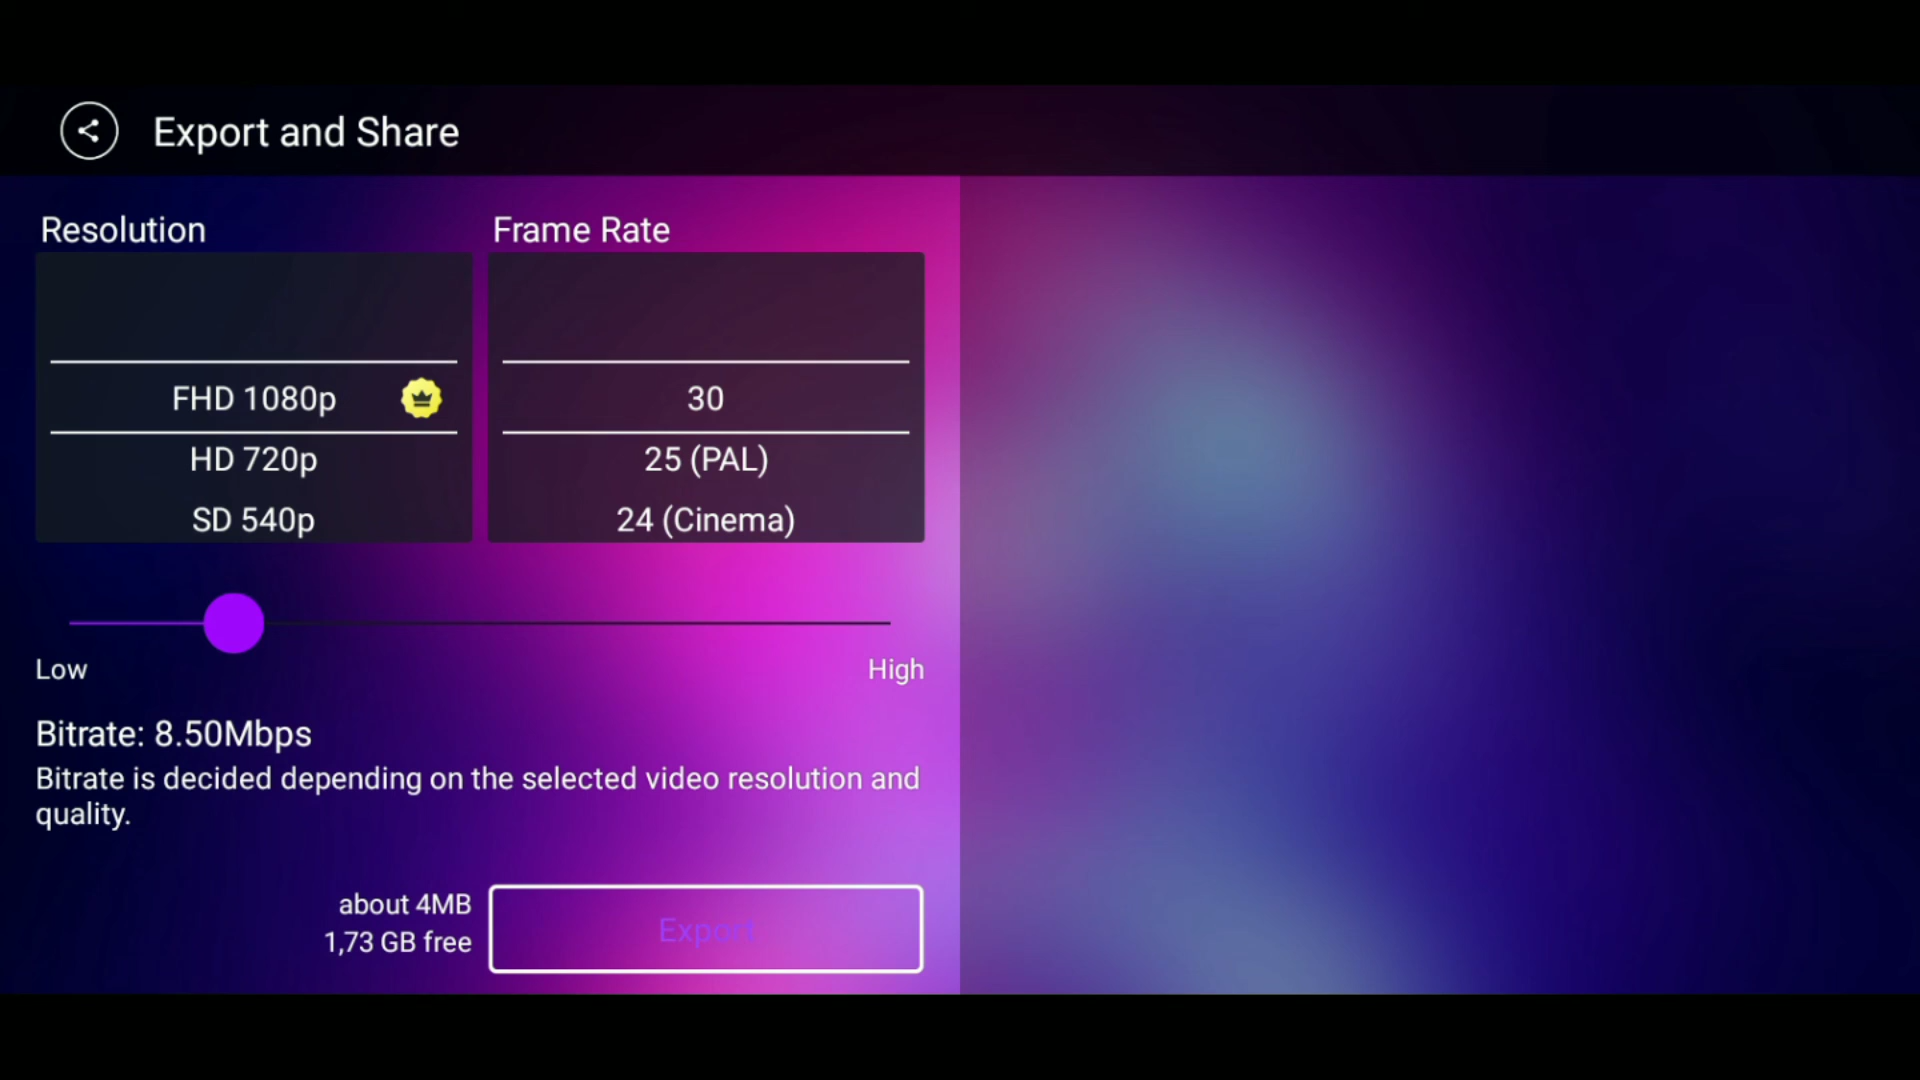 Export and Share
Resolution
Frame Rate
FHD 1080p
30
HD 720p
25 (PAL)
SD 540p
24 (Cinema)
Low
High
Bitrate: 8.50Mbps
Bitrate is decided depending on the selected video resolution and
quality.
about 4MB
1,73 GB free
Export